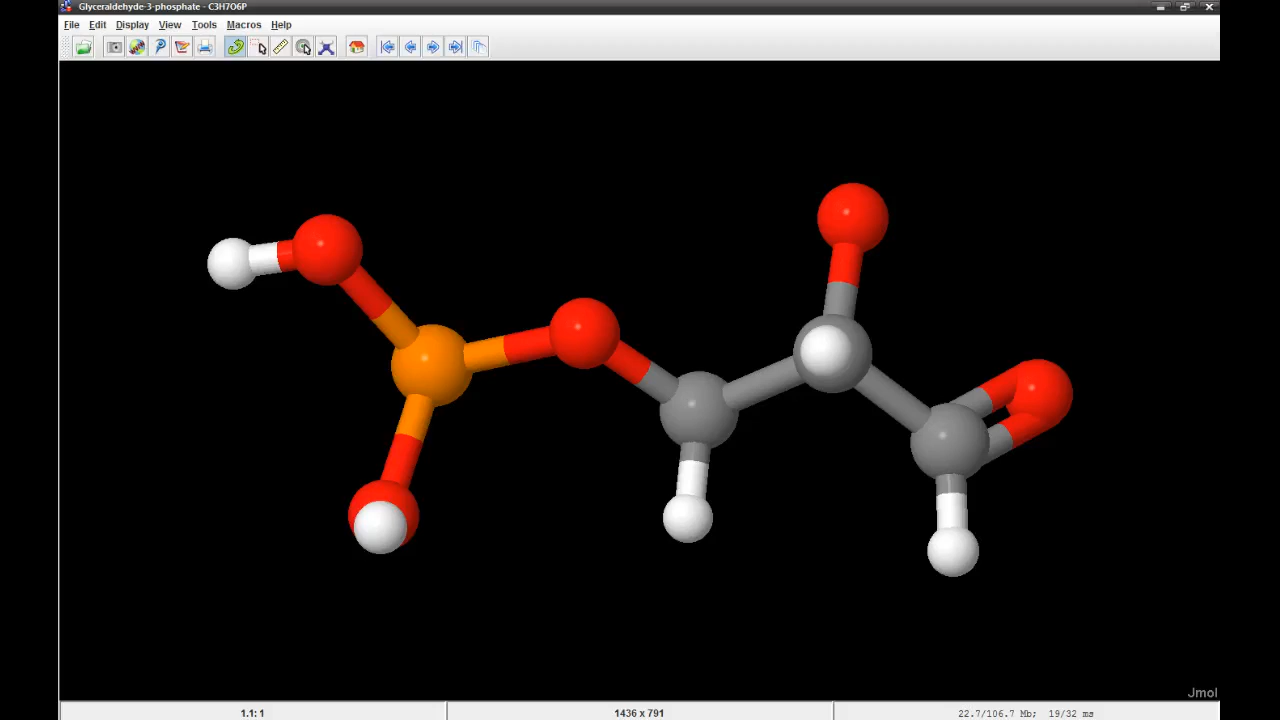 Glyceraldehyde-3-phosphate - C3H7O6P
File Edit Display View Tools Macros Help
Jmol
1.1: 1 1436 x 791 22.7/106.7 Mb; 19/32 ms